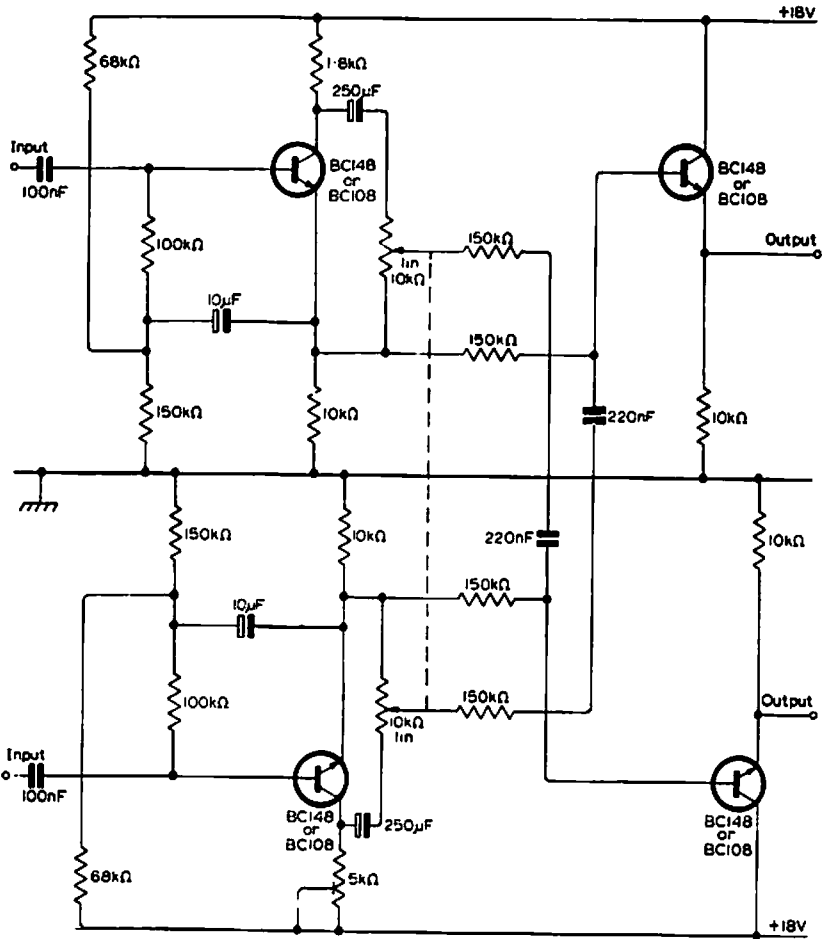 +18V
68kΩ
1·8kΩ
250µF
Input
100nF
BC148
or
BC108
BC148
or
BC108
100kΩ
lin
10kΩ
150kΩ
Output
10µF
150kΩ
150kΩ
10kΩ
220nF
10kΩ
150kΩ
10kΩ
220nF
10kΩ
150kΩ
10µF
100kΩ
10kΩ
lin
150kΩ
Output
Input
100nF
BC148
or
BC108
250µF
BC148
or
BC108
68kΩ
5kΩ
+18V